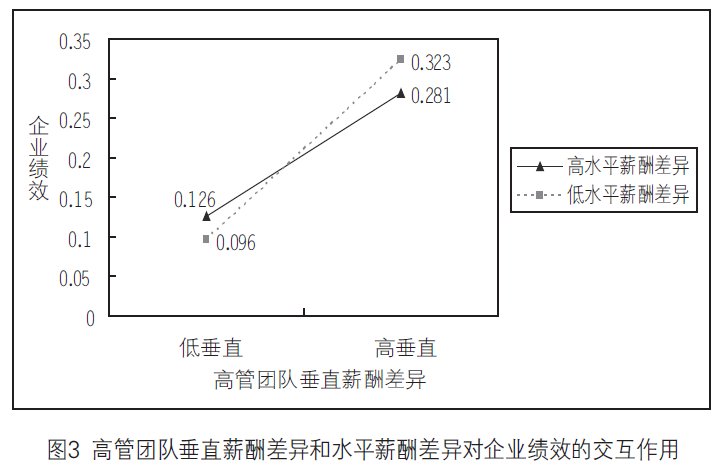 0.35
0.3
0.25
0.2
0.15
0.1
0.05
0
企业绩效
0.126
0.096
0.323
0.281
低垂直
高垂直
高管团队垂直薪酬差异
高水平薪酬差异
低水平薪酬差异
图3 高管团队垂直薪酬差异和水平薪酬差异对企业绩效的交互作用